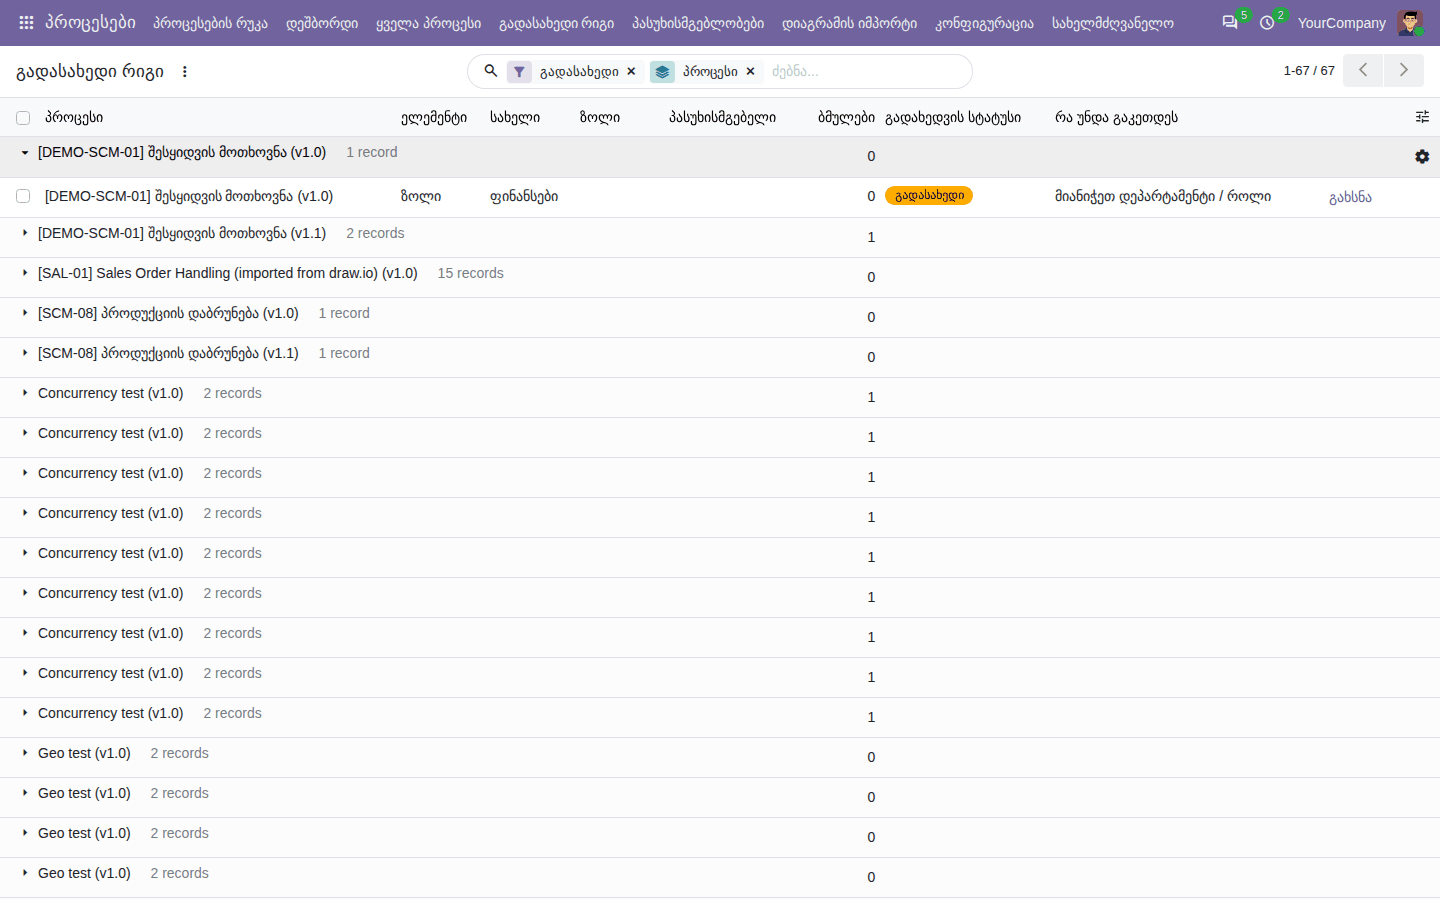 პროცესები პროცესების რუკა დეშბორდი ყველა პროცესი გადასახედი რიგი პასუხისმგებლობები დიაგრამის იმპორტი კონფიგურაცია სახელმძღვანელო 5 2 YourCompany
გადასახედი რიგი გადასახედი × პროცესი × ძებნა... 1-67 / 67
პროცესი ელემენტი სახელი ზოლი პასუხისმგებელი ბმულები გადახედვის სტატუსი რა უნდა გაკეთდეს
[DEMO-SCM-01] შესყიდვის მოთხოვნა (v1.0) 1 record 0
[DEMO-SCM-01] შესყიდვის მოთხოვნა (v1.0) ზოლი ფინანსები 0 გადასახედი მიანიჭეთ დეპარტამენტი / როლი გახსნა
[DEMO-SCM-01] შესყიდვის მოთხოვნა (v1.1) 2 records 1
[SAL-01] Sales Order Handling (imported from draw.io) (v1.0) 15 records 0
[SCM-08] პროდუქციის დაბრუნება (v1.0) 1 record 0
[SCM-08] პროდუქციის დაბრუნება (v1.1) 1 record 0
Concurrency test (v1.0) 2 records 1
Concurrency test (v1.0) 2 records 1
Concurrency test (v1.0) 2 records 1
Concurrency test (v1.0) 2 records 1
Concurrency test (v1.0) 2 records 1
Concurrency test (v1.0) 2 records 1
Concurrency test (v1.0) 2 records 1
Concurrency test (v1.0) 2 records 1
Concurrency test (v1.0) 2 records 1
Geo test (v1.0) 2 records 0
Geo test (v1.0) 2 records 0
Geo test (v1.0) 2 records 0
Geo test (v1.0) 2 records 0